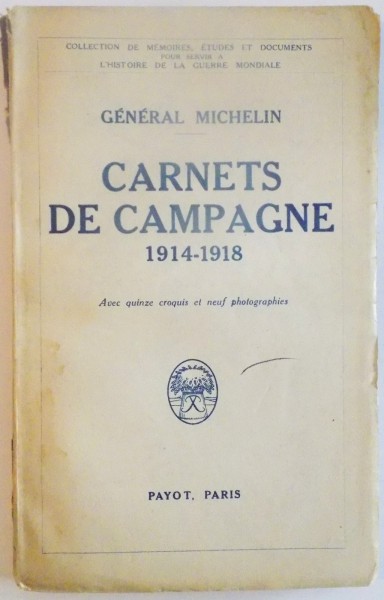 COLLECTION DE MÉMOIRES, ÉTUDES ET DOCUMENTS
POUR SERVIR A
L'HISTOIRE DE LA GUERRE MONDIALE
GÉNÉRAL MICHELIN
CARNETS
DE CAMPAGNE
1914-1918
Avec quinze croquis et neuf photographies
PAYOT, PARIS